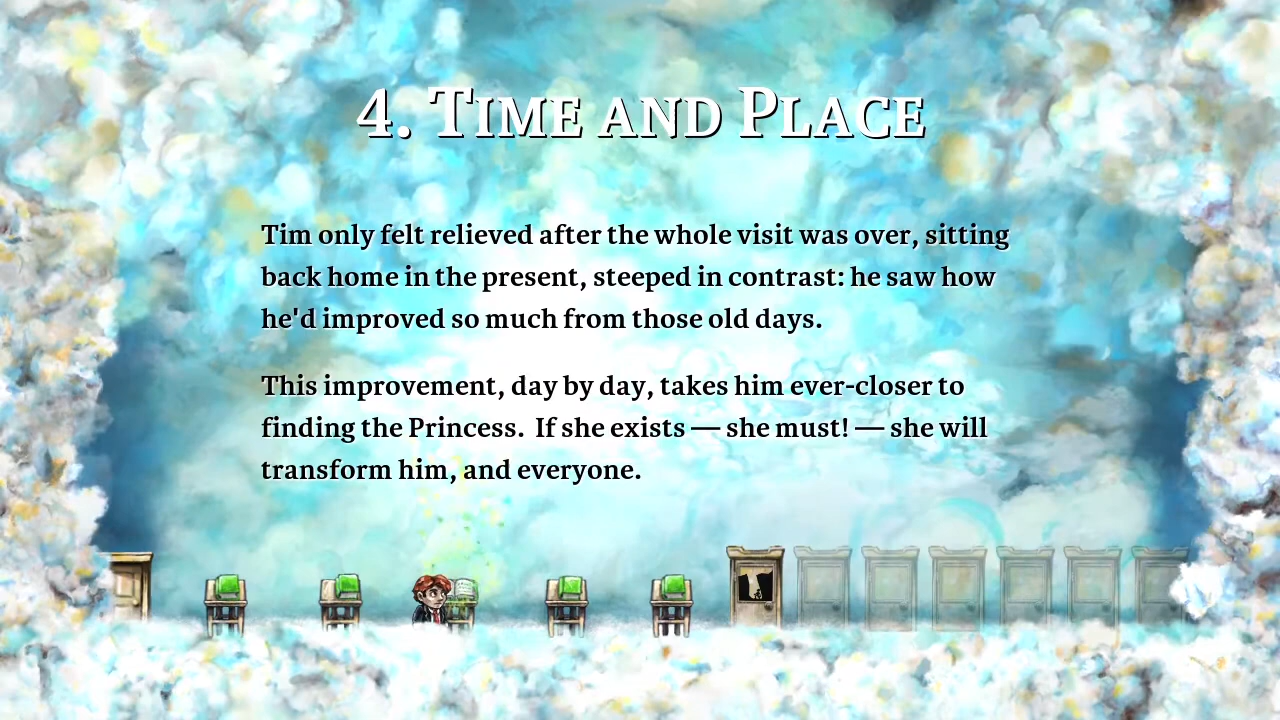 4. Time and Place
Tim only felt relieved after the whole visit was over, sitting
back home in the present, steeped in contrast: he saw how
he'd improved so much from those old days.
This improvement, day by day, takes him ever-closer to
finding the Princess.  If she exists — she must! — she will
transform him, and everyone.